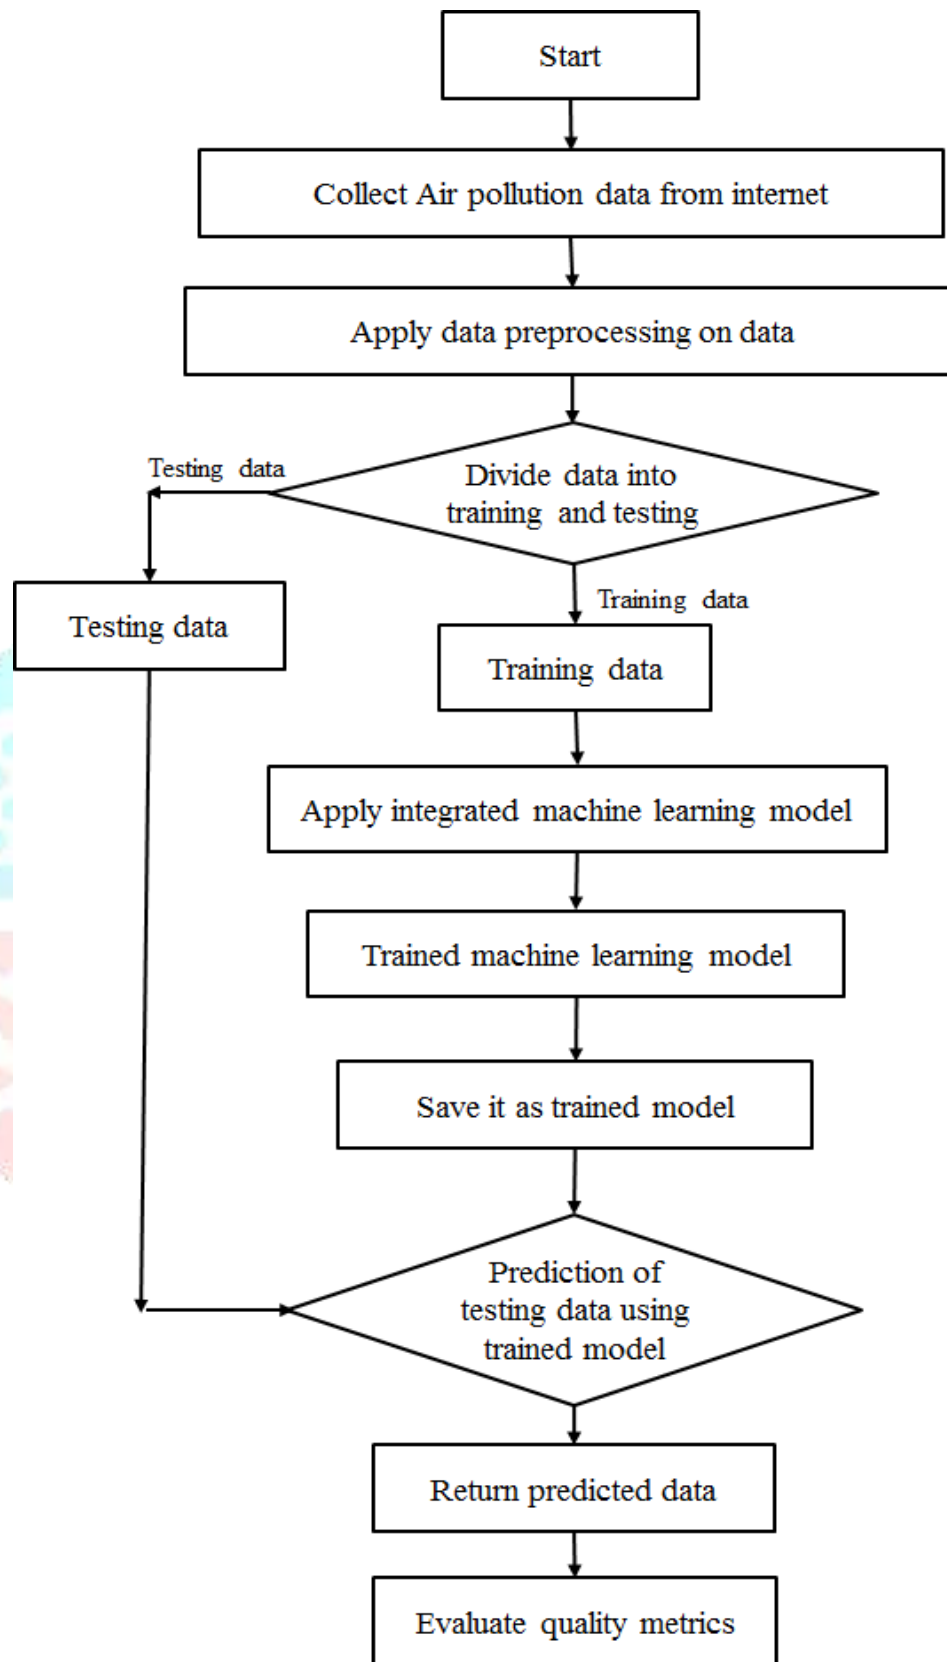 Start
Collect Air pollution data from internet
Apply data preprocessing on data
Divide data into
training and testing
Testing data
Training data
Testing data
Training data
Apply integrated machine learning model
Trained machine learning model
Save it as trained model
Prediction of
testing data using
trained model
Return predicted data
Evaluate quality metrics